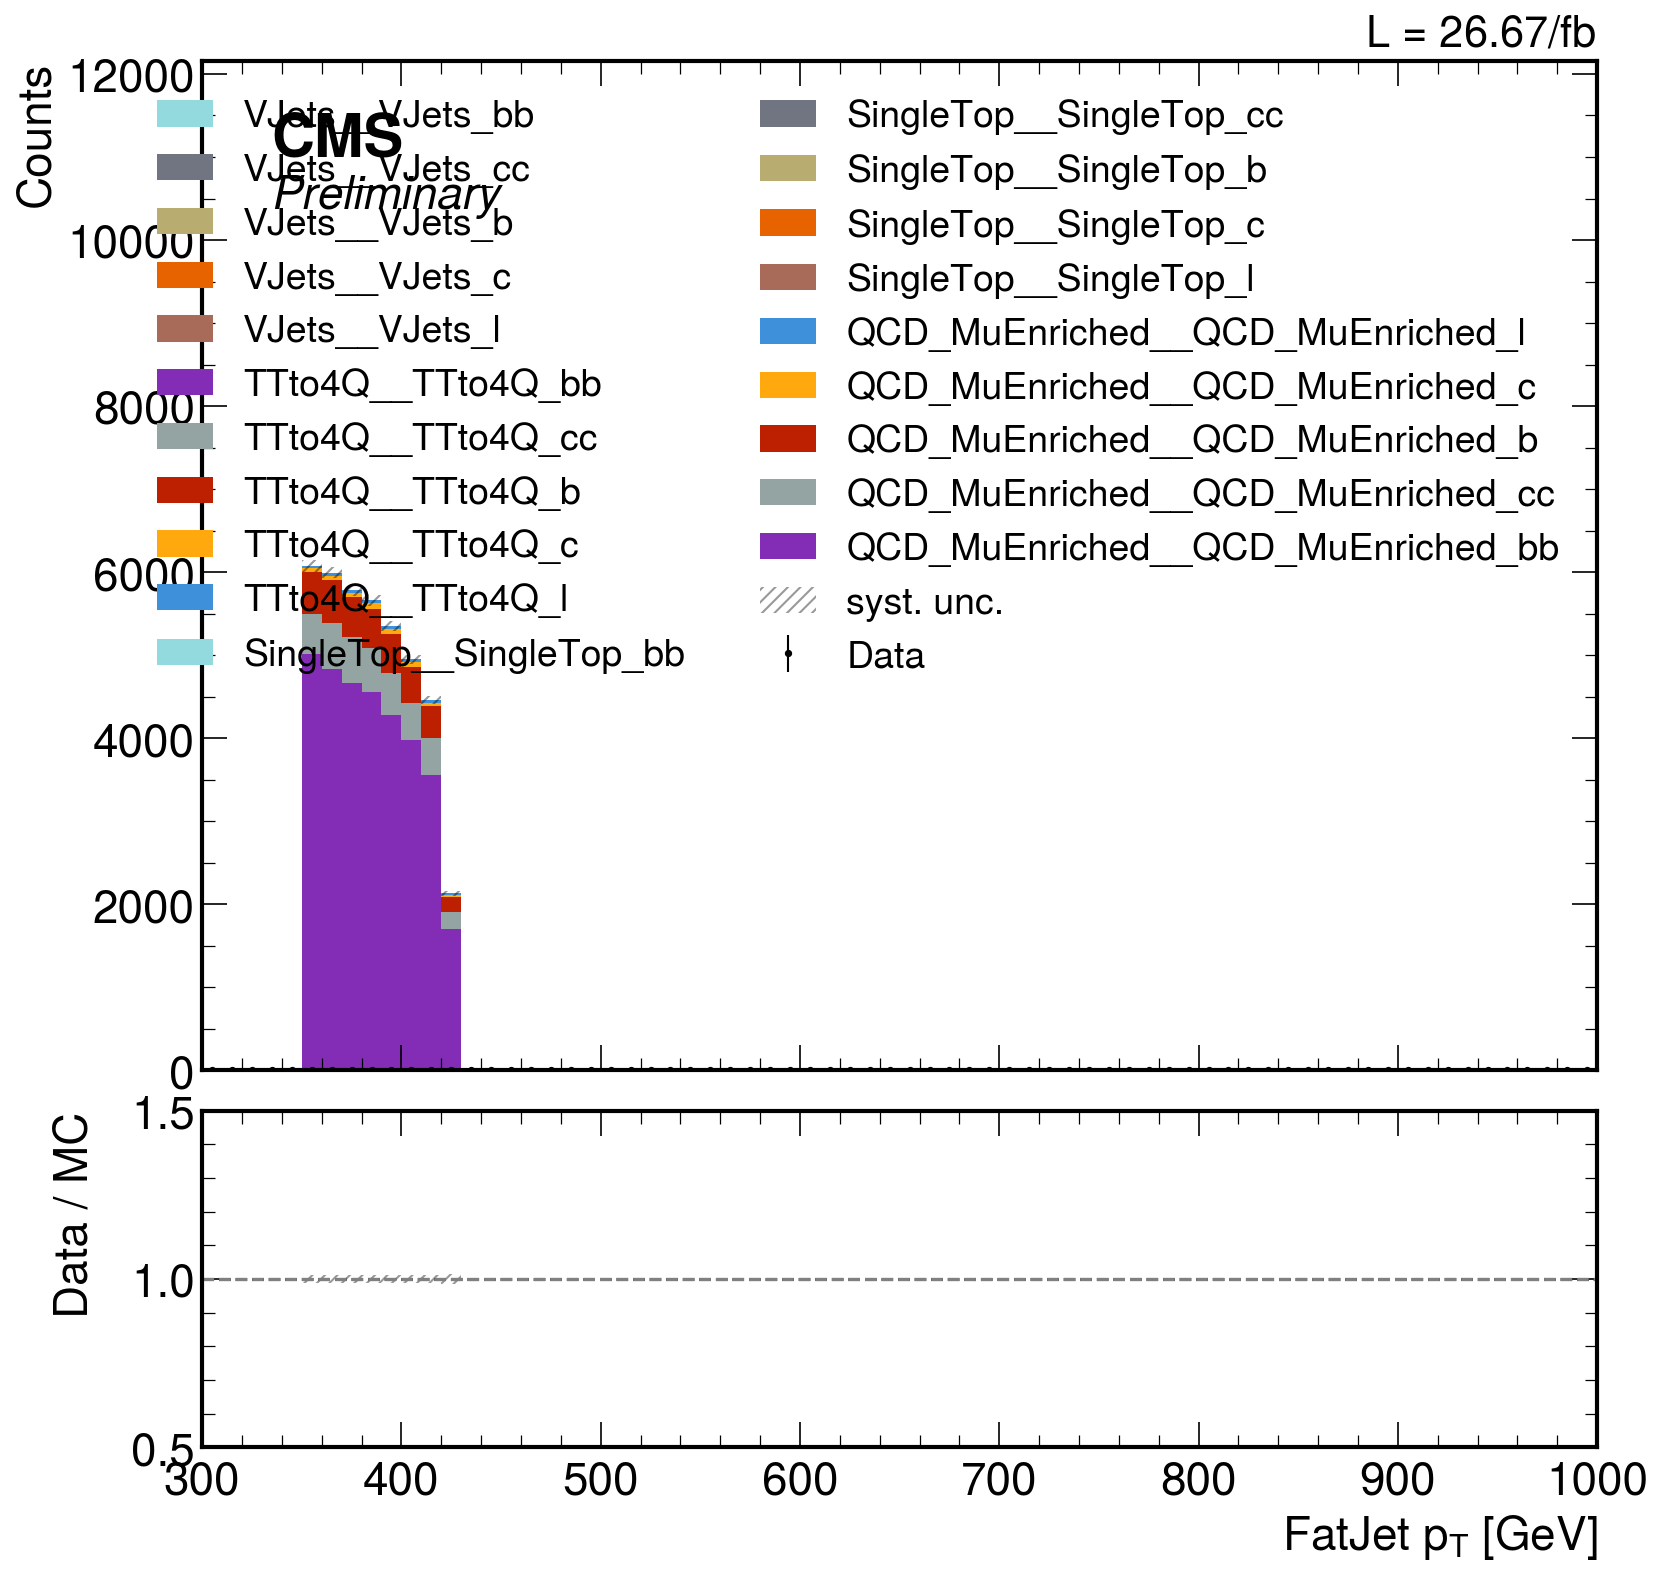 L = 26.67/fb
Counts
12000
10000
8000
6000
4000
2000
0
CMS
Preliminary
VJets__VJets_bb
VJets__VJets_cc
VJets__VJets_b
VJets__VJets_c
VJets__VJets_l
TTto4Q__TTto4Q_bb
TTto4Q__TTto4Q_cc
TTto4Q__TTto4Q_b
TTto4Q__TTto4Q_c
TTto4Q__TTto4Q_l
SingleTop__SingleTop_bb
SingleTop__SingleTop_cc
SingleTop__SingleTop_b
SingleTop__SingleTop_c
SingleTop__SingleTop_l
QCD_MuEnriched__QCD_MuEnriched_l
QCD_MuEnriched__QCD_MuEnriched_c
QCD_MuEnriched__QCD_MuEnriched_b
QCD_MuEnriched__QCD_MuEnriched_cc
QCD_MuEnriched__QCD_MuEnriched_bb
syst. unc.
Data
Data / MC
1.5
1.0
0.5
300 400 500 600 700 800 900 1000
FatJet p_T [GeV]